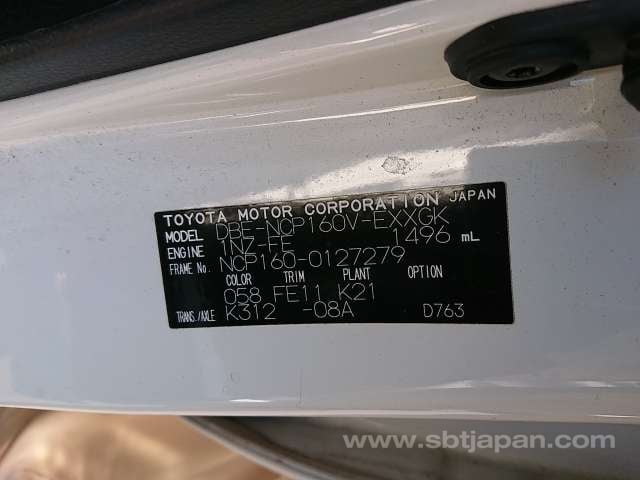 TOYOTA MOTOR CORPORATION JAPAN
MODEL DBE-NCP160V-EXXGK
ENGINE 1NZ-FE 1496 mL
FRAME No. NCP160-0127279
COLOR TRIM PLANT OPTION
058 FE11 K21
TRANS./AXLE K312 -08A D763
www.sbtjapan.com